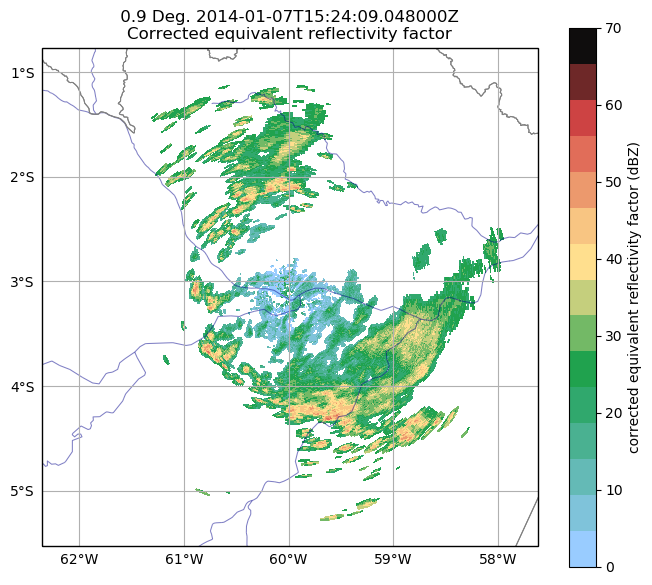 0.9 Deg. 2014-01-07T15:24:09.048000Z
Corrected equivalent reflectivity factor
1°S
2°S
3°S
4°S
5°S
62°W
61°W
60°W
59°W
58°W
70
60
50
40
30
20
10
0
corrected equivalent reflectivity factor (dBZ)